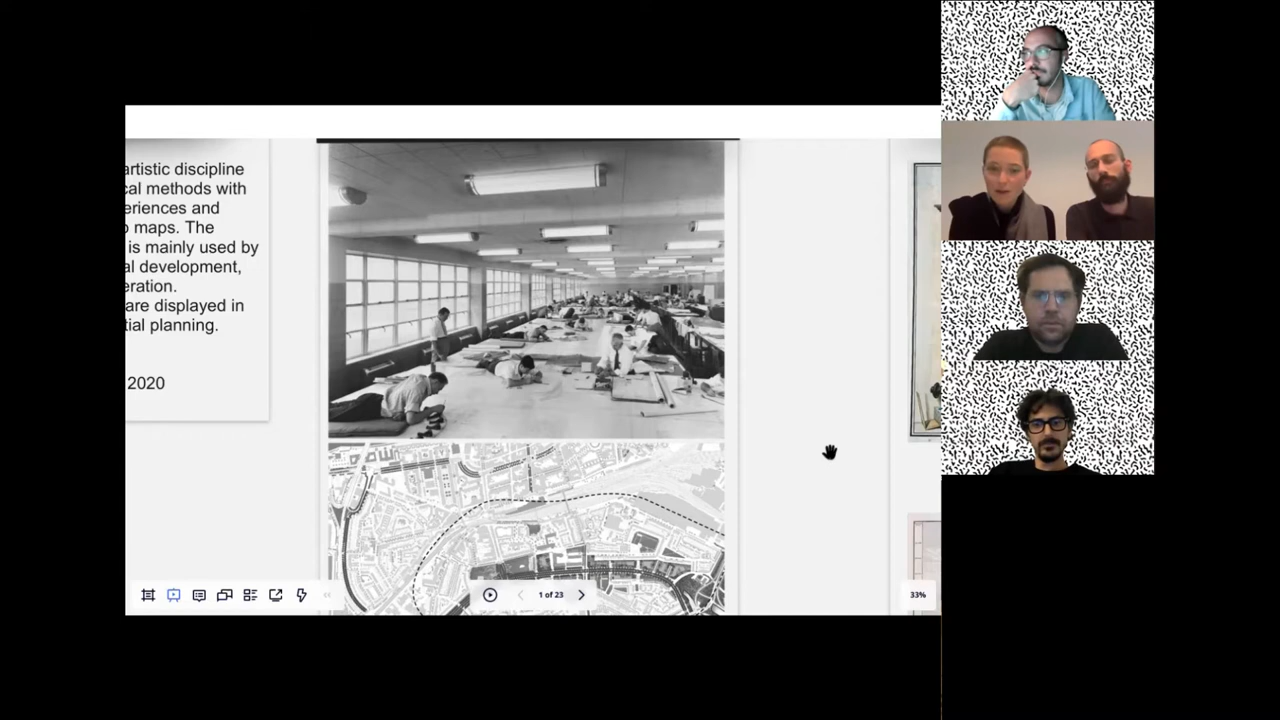 artistic discipline
cal methods with
eriences and
o maps. The
is mainly used by
al development,
eration.
are displayed in
tial planning.
2020
1 of 23
33%